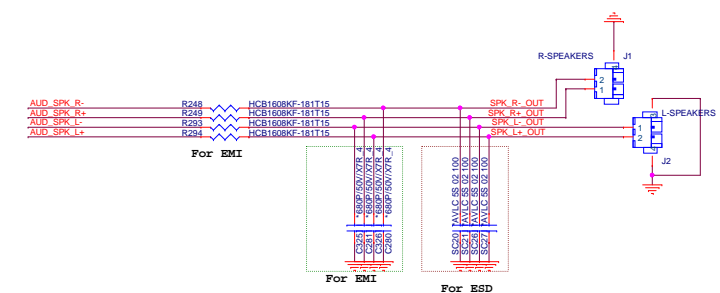 R-SPEAKERS J1
2
1
AUD_SPK_R- R248 HCB1608KF-181T15 SPK_R-_OUT
AUD_SPK_R+ R249 HCB1608KF-181T15 SPK_R+_OUT
AUD_SPK_L- R293 HCB1608KF-181T15 SPK_L-_OUT
AUD_SPK_L+ R294 HCB1608KF-181T15 SPK_L+_OUT
L-SPEAKERS
1
2
J2
For EMI
*680P/50V/X7R_4
*680P/50V/X7R_4
*680P/50V/X7R_4
*680P/50V/X7R_4
C325
C281
C326
C280
*AVLC 5S 02 100
*AVLC 5S 02 100
*AVLC 5S 02 100
*AVLC 5S 02 100
SC20
SC21
SC26
SC27
For EMI
For ESD